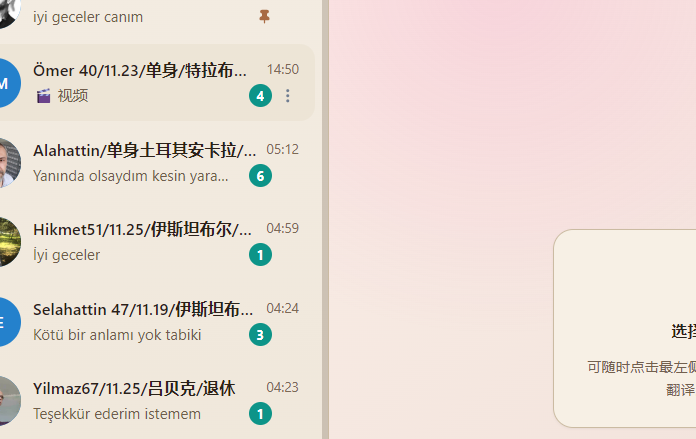 iyi geceler canım
Ömer 40/11.23/单身/特拉布... 14:50
视频 4
Alahattin/单身土耳其安卡拉/... 05:12
Yanında olsaydım kesin yara... 6
Hikmet51/11.25/伊斯坦布尔/... 04:59
İyi geceler 1
Selahattin 47/11.19/伊斯坦布... 04:24
Kötü bir anlamı yok tabiki 3
Yilmaz67/11.25/吕贝克/退休 04:23
Teşekkür ederim istemem 1
选择
可随时点击最左侧
翻译